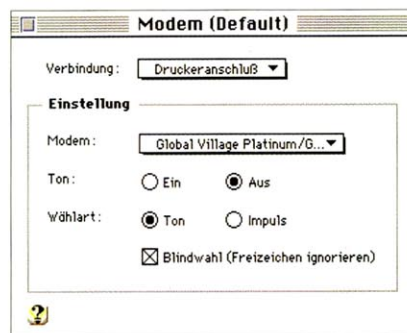 Modem (Default)
Verbindung: Druckeranschluß
Einstellung
Modem: Global Village Platinum/G...
Ton: Ein Aus
Wählart: Ton Impuls
Blindwahl (Freizeichen ignorieren)
?